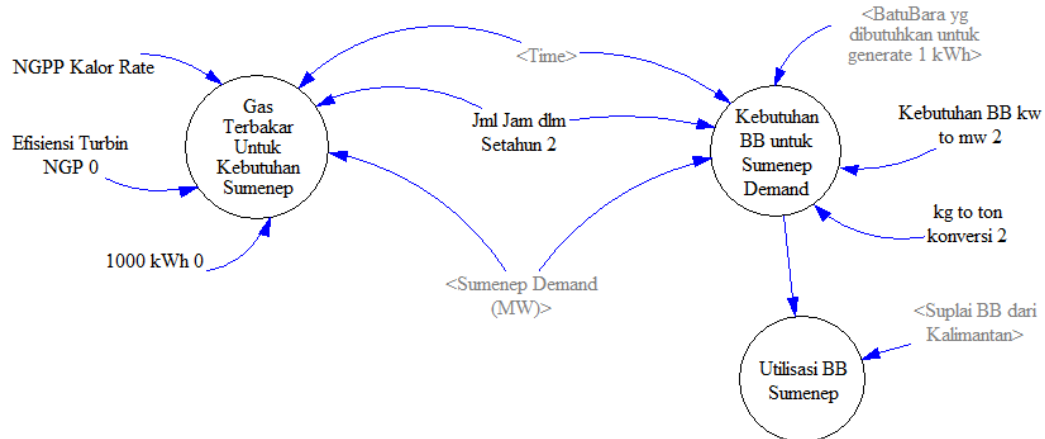 <BatuBara yg
dibutuhkan untuk
generate 1 kWh>
<Time>
NGPP Kalor Rate
Gas
Terbakar
Untuk
Kebutuhan
Sumenep
Jml Jam dlm
Setahun 2
Kebutuhan
BB untuk
Sumenep
Demand
Kebutuhan BB kw
to mw 2
Efisiensi Turbin
NGP 0
kg to ton
konversi 2
1000 kWh 0
<Sumenep Demand
(MW)>
<Suplai BB dari
Kalimantan>
Utilisasi BB
Sumenep